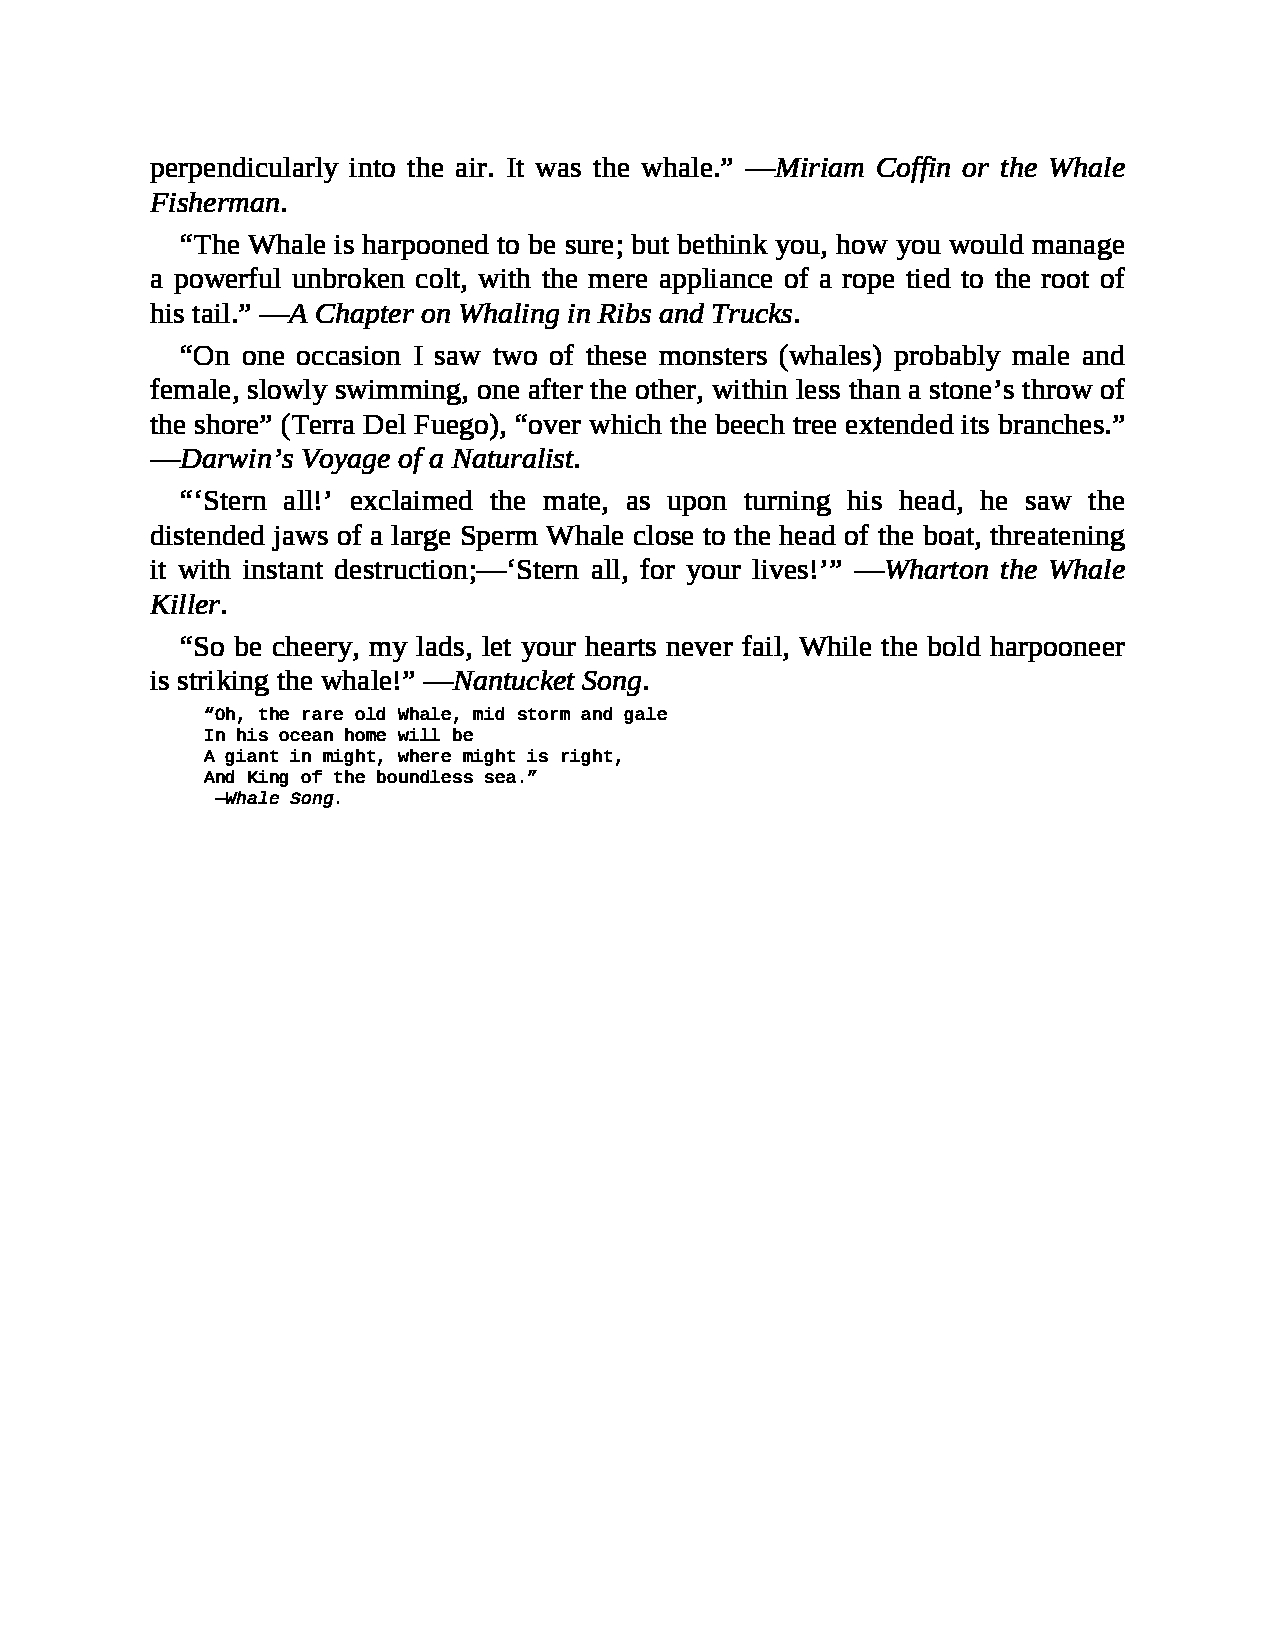 perpendicularly into the air. It was the whale.” —Miriam Coffin or the Whale
Fisherman.
“The Whale is harpooned to be sure; but bethink you, how you would manage
a powerful unbroken colt, with the mere appliance of a rope tied to the root of
his tail.” —A Chapter on Whaling in Ribs and Trucks.
“On one occasion I saw two of these monsters (whales) probably male and
female, slowly swimming, one after the other, within less than a stone’s throw of
the shore” (Terra Del Fuego), “over which the beech tree extended its branches.”
—Darwin’s Voyage of a Naturalist.
“‘Stern all!’ exclaimed the mate, as upon turning his head, he saw the
distended jaws of a large Sperm Whale close to the head of the boat, threatening
it with instant destruction;—‘Stern all, for your lives!’” —Wharton the Whale
Killer.
“So be cheery, my lads, let your hearts never fail, While the bold harpooneer
is striking the whale!” —Nantucket Song.
“Oh, the rare old Whale, mid storm and gale
In his ocean home will be
A giant in might, where might is right,
And King of the boundless sea.”
—Whale Song.